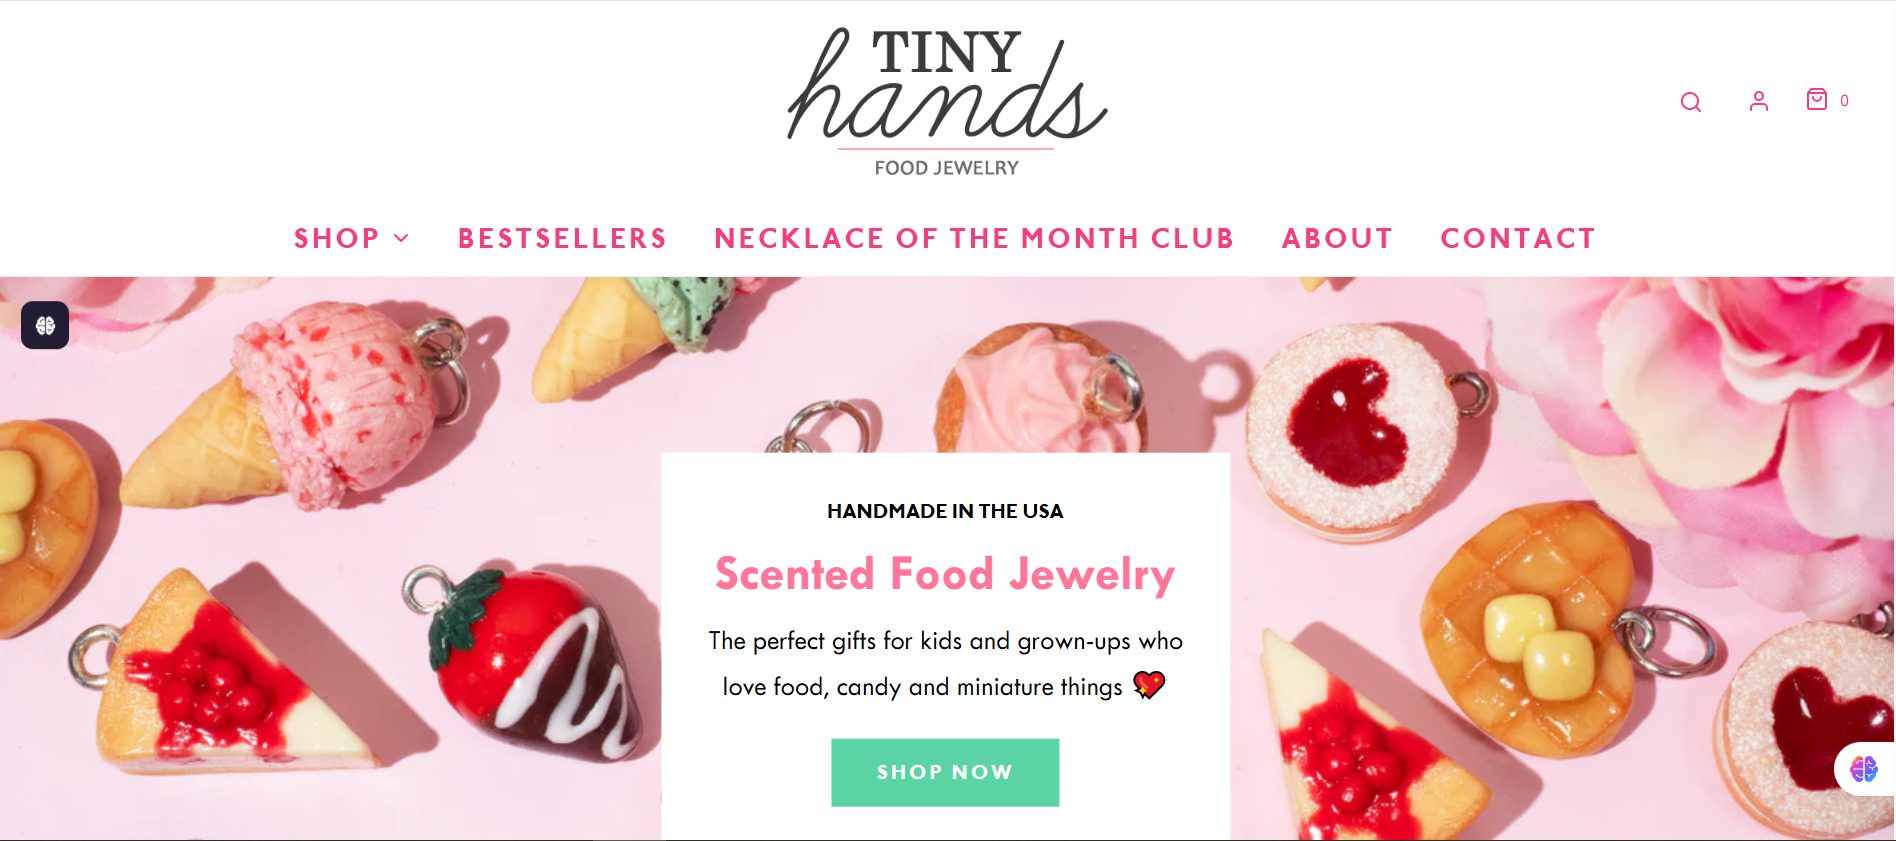 TINY
hands
FOOD JEWELRY
0
SHOP
BESTSELLERS
NECKLACE OF THE MONTH CLUB
ABOUT
CONTACT
HANDMADE IN THE USA
Scented Food Jewelry
The perfect gifts for kids and grown-ups who
love food, candy and miniature things 💖
SHOP NOW